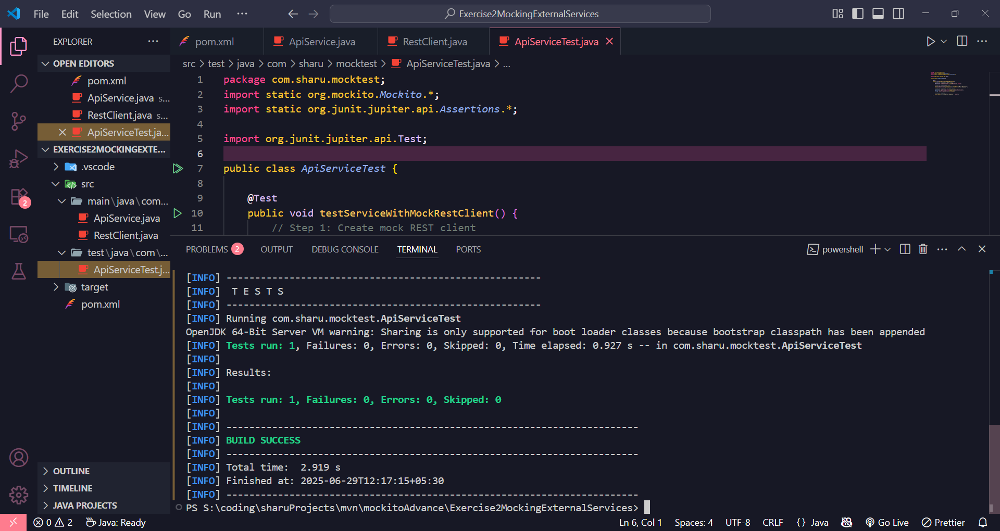 File Edit Selection View Go Run ···
Exercise2MockingExternalServices
EXPLORER ···
OPEN EDITORS
pom.xml
ApiService.java s...
RestClient.java s...
ApiServiceTest.ja...
EXERCISE2MOCKINGEXTE...
.vscode
src
main\java\com...
ApiService.java
RestClient.java
test\java\com\...
ApiServiceTest.j...
target
pom.xml
OUTLINE
TIMELINE
JAVA PROJECTS
2
pom.xml ApiService.java RestClient.java ApiServiceTest.java
src > test > java > com > sharu > mocktest > ApiServiceTest.java > ...
1 package com.sharu.mocktest;
2 import static org.mockito.Mockito.*;
3 import static org.junit.jupiter.api.Assertions.*;
4
5 import org.junit.jupiter.api.Test;
6
7 public class ApiServiceTest {
8
9 @Test
10 public void testServiceWithMockRestClient() {
11 // Step 1: Create mock REST client
PROBLEMS 2 OUTPUT DEBUG CONSOLE TERMINAL PORTS
powershell
[INFO] -------------------------------------------------------
[INFO]  T E S T S
[INFO] -------------------------------------------------------
[INFO] Running com.sharu.mocktest.ApiServiceTest
OpenJDK 64-Bit Server VM warning: Sharing is only supported for boot loader classes because bootstrap classpath has been appended
[INFO] Tests run: 1, Failures: 0, Errors: 0, Skipped: 0, Time elapsed: 0.927 s -- in com.sharu.mocktest.ApiServiceTest
[INFO]
[INFO] Results:
[INFO]
[INFO] Tests run: 1, Failures: 0, Errors: 0, Skipped: 0
[INFO]
[INFO] ------------------------------------------------------------------------
[INFO] BUILD SUCCESS
[INFO] ------------------------------------------------------------------------
[INFO] Total time:  2.919 s
[INFO] Finished at: 2025-06-29T12:17:15+05:30
[INFO] ------------------------------------------------------------------------
PS S:\coding\sharuProjects\mvn\mockitoAdvance\Exercise2MockingExternalServices>
0 2 Java: Ready Ln 6, Col 1 Spaces: 4 UTF-8 CRLF {} Java Go Live Prettier